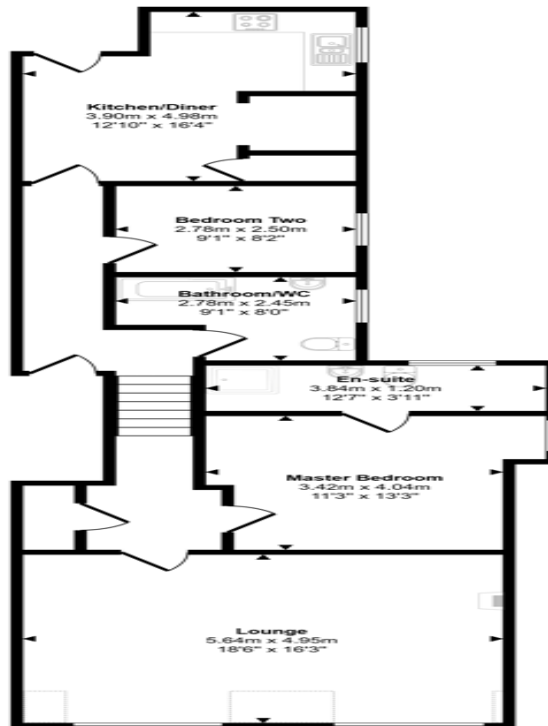 Kitchen/Diner
3.90m x 4.98m
12'10" x 16'4"
Bedroom Two
2.78m x 2.50m
9'1" x 8'2"
Bathroom/WC
2.78m x 2.45m
9'1" x 8'0"
En-suite
3.84m x 1.20m
12'7" x 3'11"
Master Bedroom
3.42m x 4.04m
11'3" x 13'3"
Lounge
5.64m x 4.95m
18'6" x 16'3"